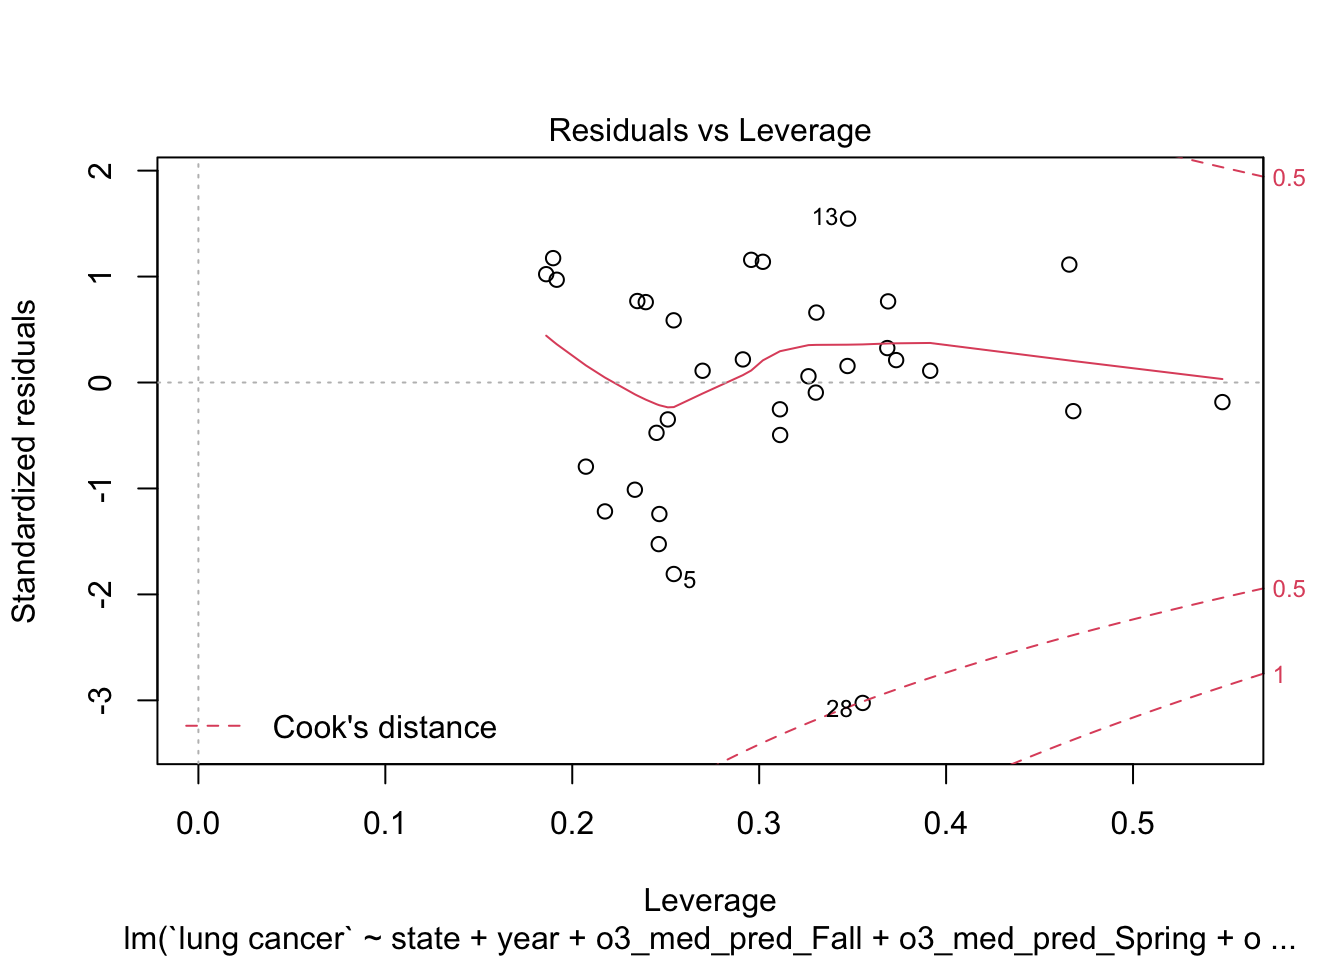 Residuals vs Leverage
Standardized residuals
2
1
0
-1
-2
-3
13
5
28
0.5
0.5
1
Cook's distance
0.0 0.1 0.2 0.3 0.4 0.5
Leverage
lm(`lung cancer` ~ state + year + o3_med_pred_Fall + o3_med_pred_Spring + o ...